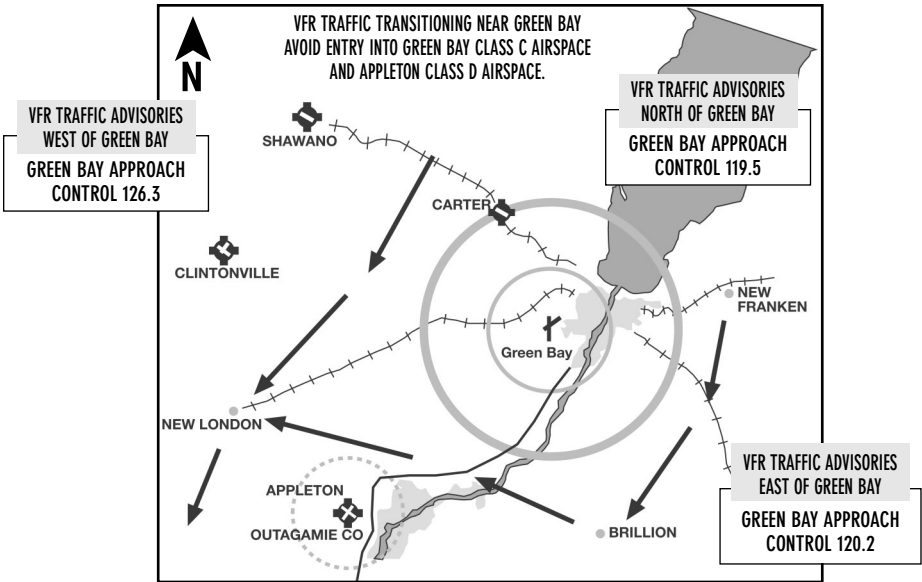 VFR TRAFFIC TRANSITIONING NEAR GREEN BAY
AVOID ENTRY INTO GREEN BAY CLASS C AIRSPACE
AND APPLETON CLASS D AIRSPACE.
N
VFR TRAFFIC ADVISORIES
WEST OF GREEN BAY
GREEN BAY APPROACH
CONTROL 126.3
VFR TRAFFIC ADVISORIES
NORTH OF GREEN BAY
GREEN BAY APPROACH
CONTROL 119.5
SHAWANO
CARTER
CLINTONVILLE
NEW
FRANKEN
Green Bay
NEW LONDON
APPLETON
OUTAGAMIE CO
BRILLION
VFR TRAFFIC ADVISORIES
EAST OF GREEN BAY
GREEN BAY APPROACH
CONTROL 120.2